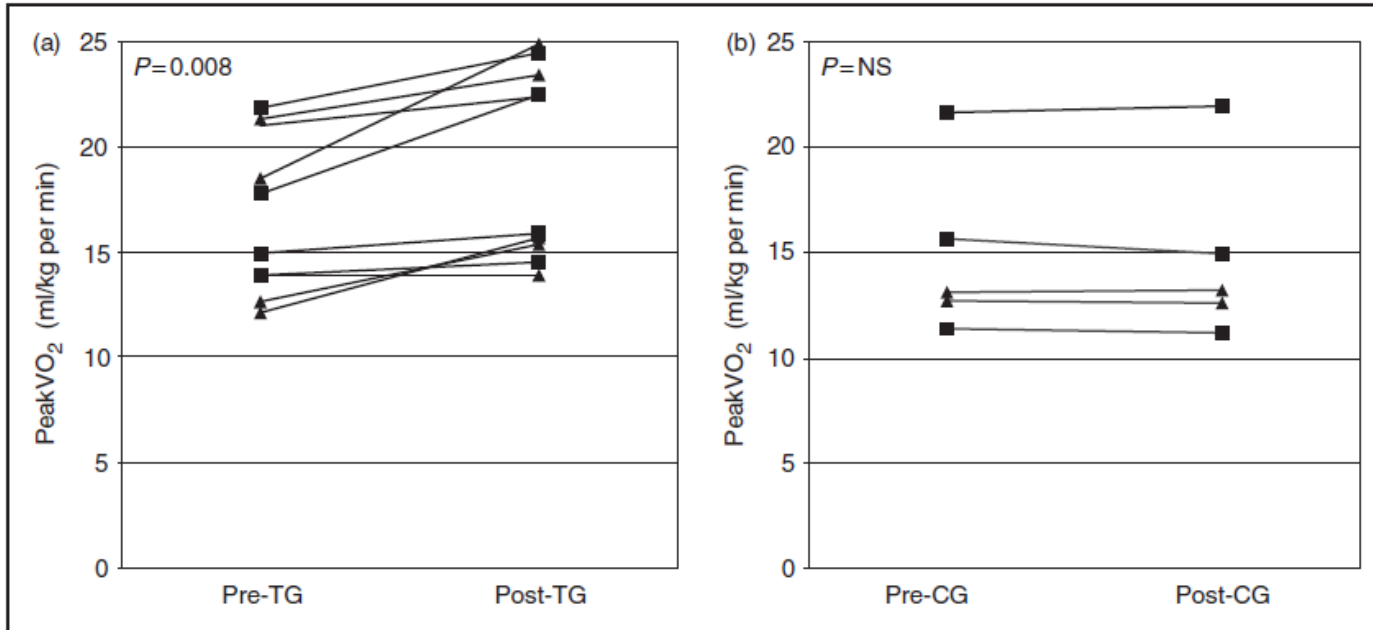 (a)
P=0.008
PeakVO2 (ml/kg per min)
25
20
15
10
5
0
Pre-TG Post-TG
(b)
P=NS
PeakVO2 (ml/kg per min)
25
20
15
10
5
0
Pre-CG Post-CG